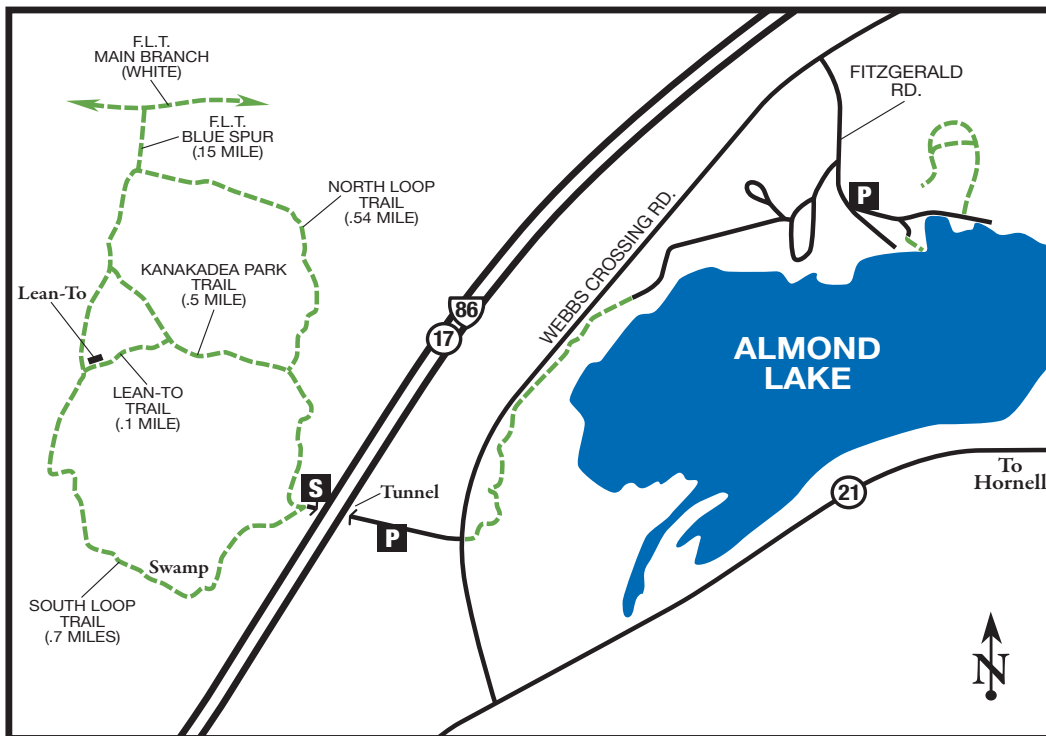 F.L.T.
MAIN BRANCH
(WHITE)
F.L.T.
BLUE SPUR
(.15 MILE)
NORTH LOOP
TRAIL
(.54 MILE)
KANAKADEA PARK
TRAIL
(.5 MILE)
Lean-To
LEAN-TO
TRAIL
(.1 MILE)
S
Tunnel
P
Swamp
SOUTH LOOP
TRAIL
(.7 MILES)
86
17
WEBBS CROSSING RD.
FITZGERALD
RD.
P
ALMOND
LAKE
21
To
Hornell
N